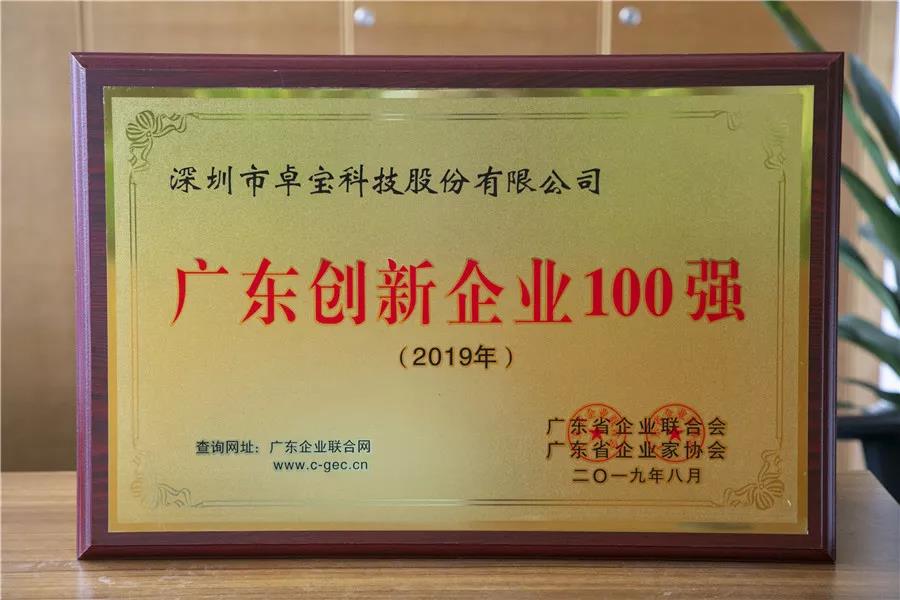 深圳市卓宝科技股份有限公司
广东创新企业100强
（2019年）
查询网址：广东企业联合网
www.c-gec.cn
广东省企业联合会
广东省企业家协会
二〇一九年八月